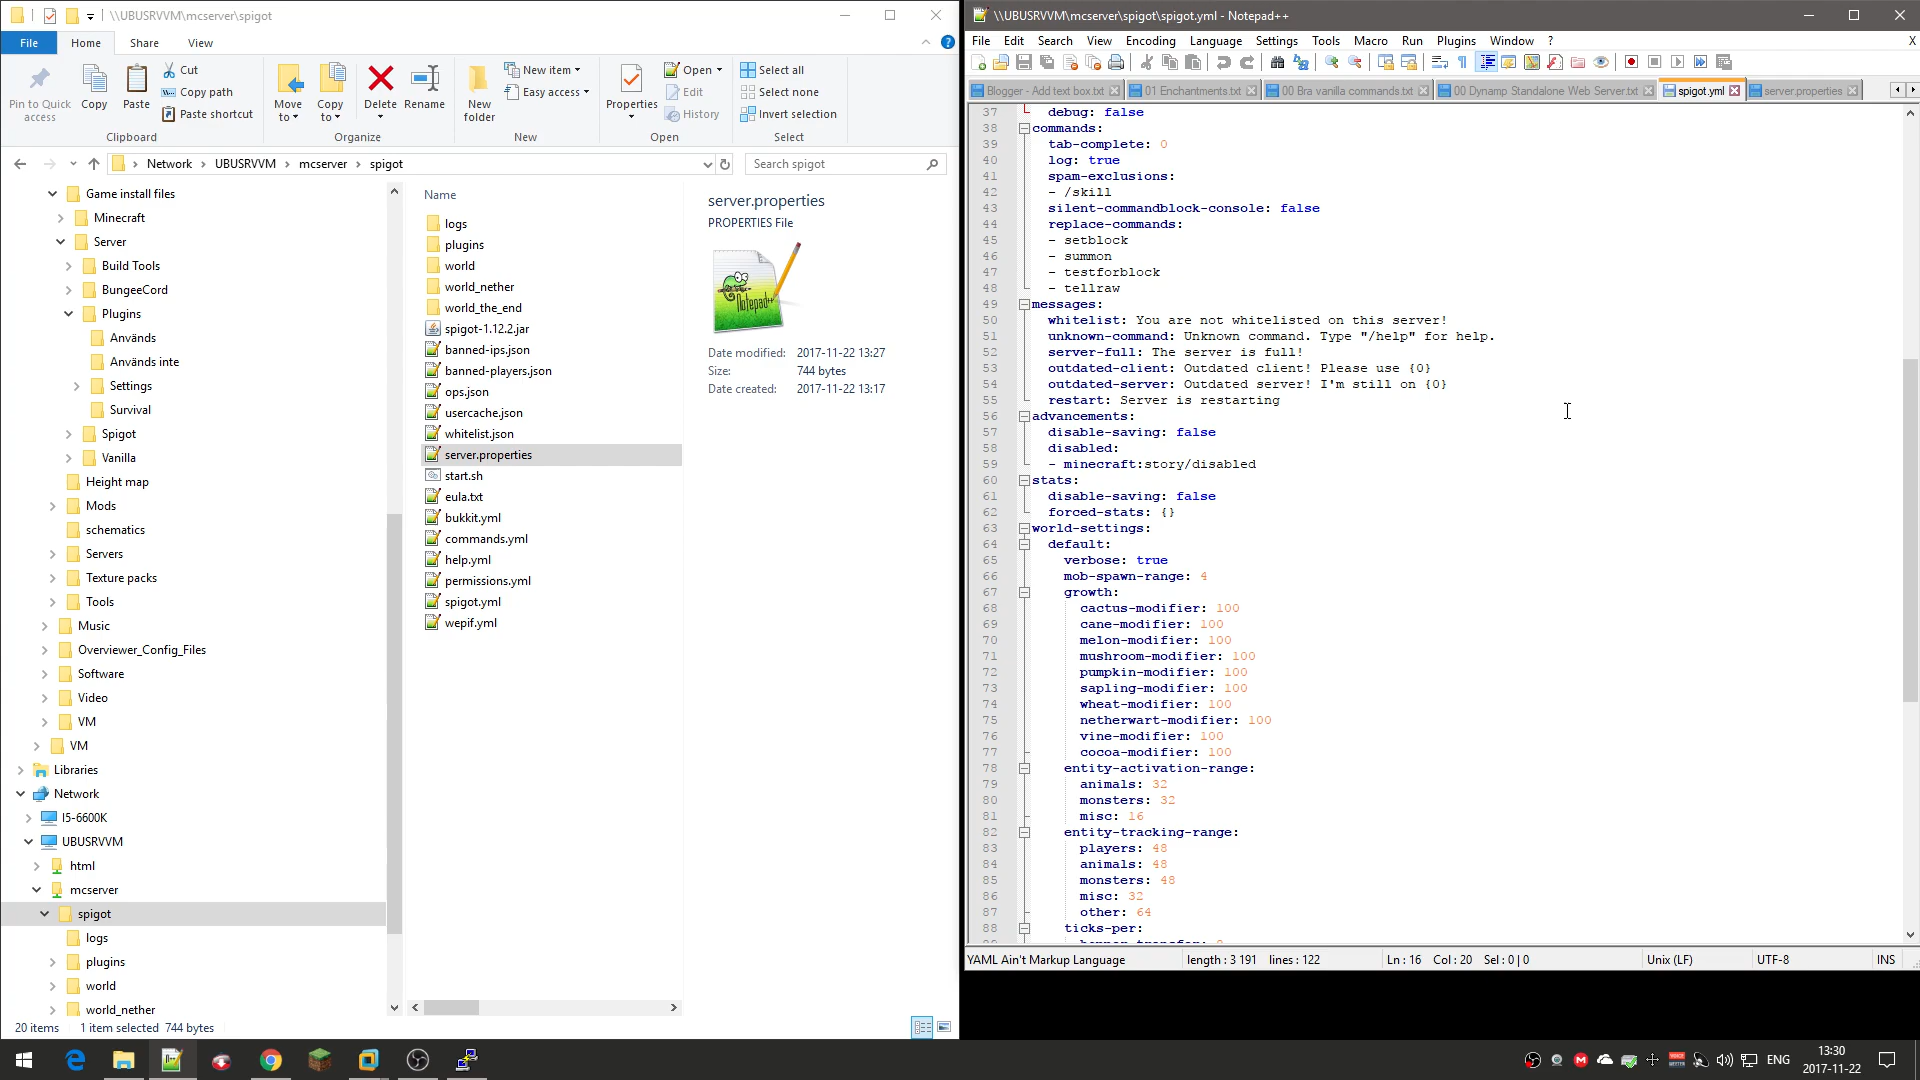 \\UBUSRVVM\mcserver\spigot
File Home Share View
Pin to Quick access
Copy
Paste
Cut
Copy path
Paste shortcut
Clipboard
Move to
Copy to
Delete
Rename
Organize
New folder
New item
Easy access
New
Properties
Open
Edit
History
Open
Select all
Select none
Invert selection
Select
Network > UBUSRVVM > mcserver > spigot
Search spigot
Game install files
Minecraft
Server
Build Tools
BungeeCord
Plugins
Används
Används inte
Settings
Survival
Spigot
Vanilla
Height map
Mods
schematics
Servers
Texture packs
Tools
Music
Overviewer_Config_Files
Software
Video
VM
VM
Libraries
Network
I5-6600K
UBUSRVVM
html
mcserver
spigot
logs
plugins
world
world_nether
Name
logs
plugins
world
world_nether
world_the_end
spigot-1.12.2.jar
banned-ips.json
banned-players.json
ops.json
usercache.json
whitelist.json
server.properties
start.sh
eula.txt
bukkit.yml
commands.yml
help.yml
permissions.yml
spigot.yml
wepif.yml
server.properties
PROPERTIES File
Notepad++
Date modified: 2017-11-22 13:27
Size: 744 bytes
Date created: 2017-11-22 13:17
20 items 1 item selected 744 bytes
\\UBUSRVVM\mcserver\spigot\spigot.yml - Notepad++
File Edit Search View Encoding Language Settings Tools Macro Run Plugins Window ? X
Blogger - Add text box.txt 01 Enchantments.txt 00 Bra vanilla commands.txt 00 Dynamp Standalone Web Server.txt spigot.yml server.properties
37 debug: false
38 commands:
39 tab-complete: 0
40 log: true
41 spam-exclusions:
42 - /skill
43 silent-commandblock-console: false
44 replace-commands:
45 - setblock
46 - summon
47 - testforblock
48 - tellraw
49 messages:
50 whitelist: You are not whitelisted on this server!
51 unknown-command: Unknown command. Type "/help" for help.
52 server-full: The server is full!
53 outdated-client: Outdated client! Please use {0}
54 outdated-server: Outdated server! I'm still on {0}
55 restart: Server is restarting
56 advancements:
57 disable-saving: false
58 disabled:
59 - minecraft:story/disabled
60 stats:
61 disable-saving: false
62 forced-stats: {}
63 world-settings:
64 default:
65 verbose: true
66 mob-spawn-range: 4
67 growth:
68 cactus-modifier: 100
69 cane-modifier: 100
70 melon-modifier: 100
71 mushroom-modifier: 100
72 pumpkin-modifier: 100
73 sapling-modifier: 100
74 wheat-modifier: 100
75 netherwart-modifier: 100
76 vine-modifier: 100
77 cocoa-modifier: 100
78 entity-activation-range:
79 animals: 32
80 monsters: 32
81 misc: 16
82 entity-tracking-range:
83 players: 48
84 animals: 48
85 monsters: 48
86 misc: 32
87 other: 64
88 ticks-per:
YAML Ain't Markup Language length : 3 191 lines : 122 Ln : 16 Col : 20 Sel : 0 | 0 Unix (LF) UTF-8 INS
ENG
13:30
2017-11-22